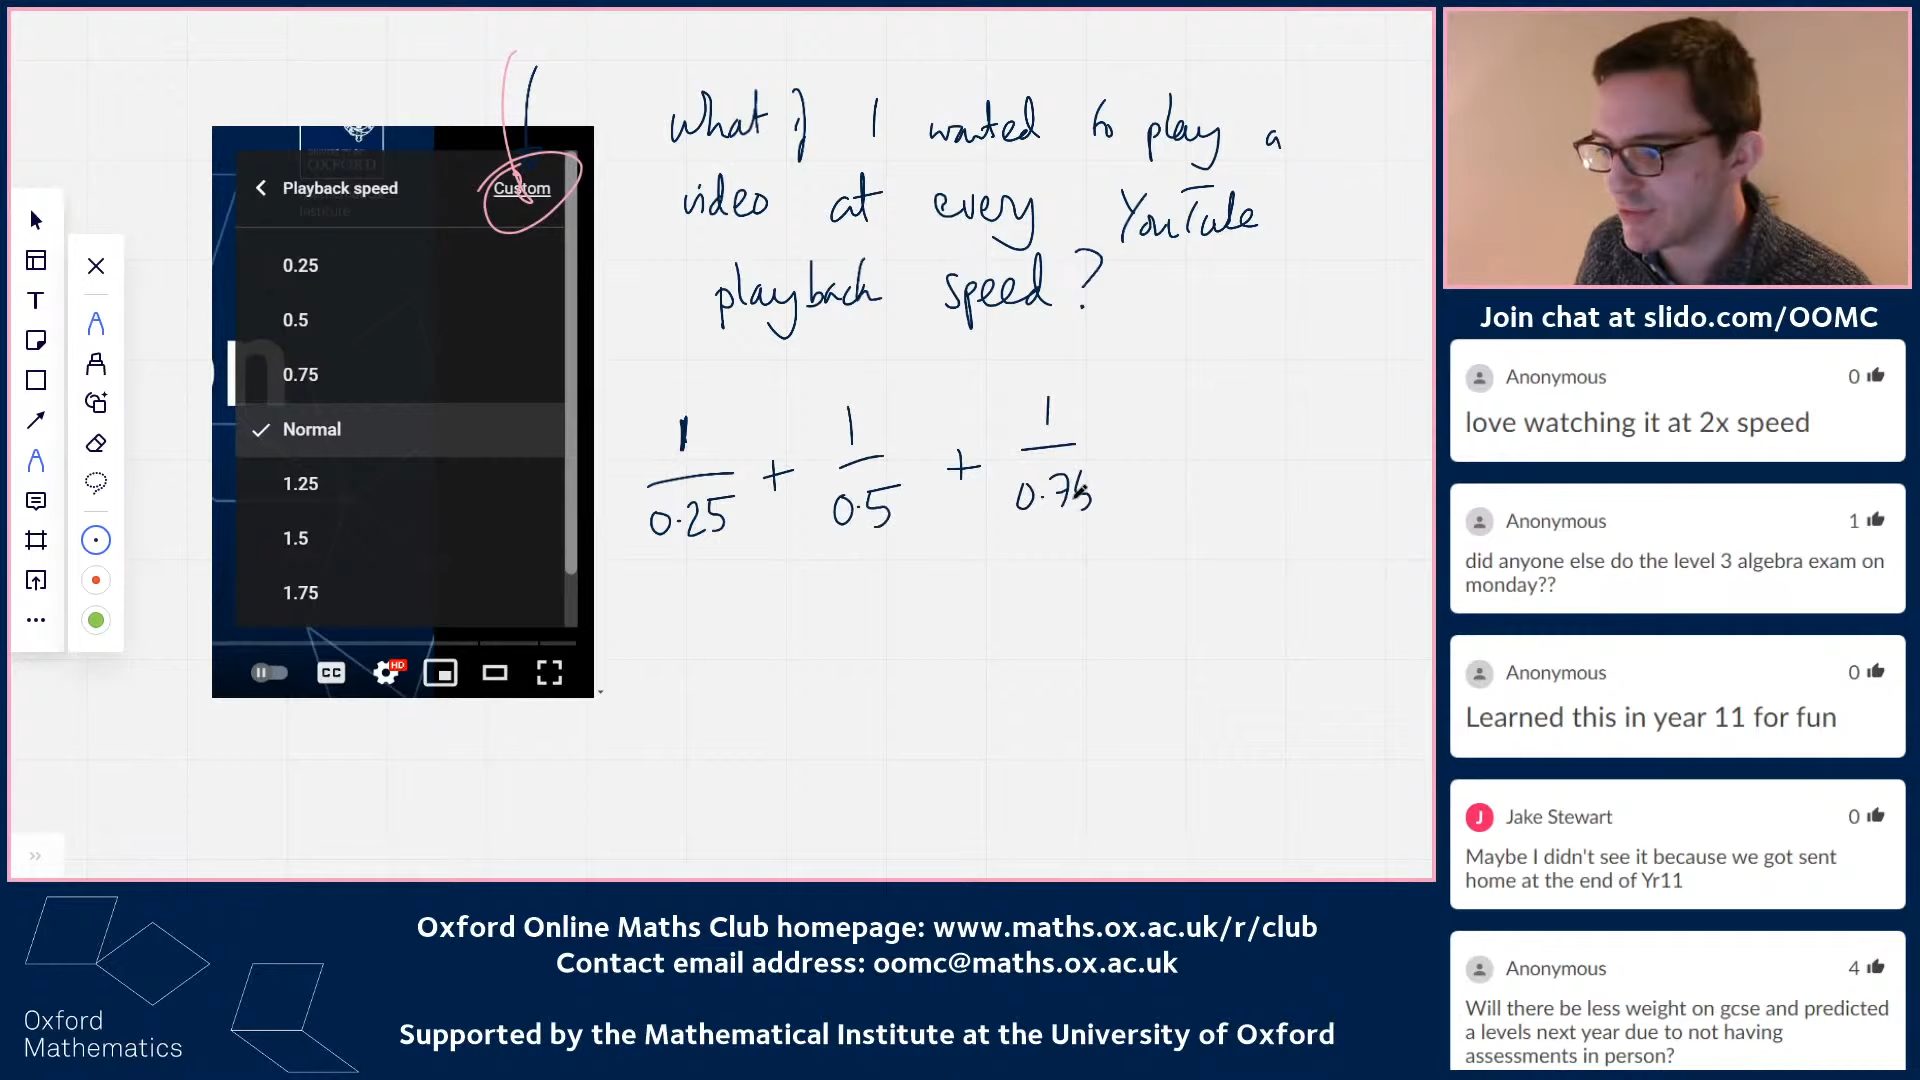 What if I wanted to play a
video at every YouTube
playback speed?
Playback speed Custom
0.25
0.5
0.75
Normal
1.25
1.5
1.75
CC
HD
1/0.25 + 1/0.5 + 1/0.75
T
Join chat at slido.com/OOMC
Anonymous 0
love watching it at 2x speed
Anonymous 1
did anyone else do the level 3 algebra exam on
monday??
Anonymous 0
Learned this in year 11 for fun
J Jake Stewart 0
Maybe I didn't see it because we got sent
home at the end of Yr11
Anonymous 4
Will there be less weight on gcse and predicted
a levels next year due to not having
assessments in person?
Oxford Online Maths Club homepage: www.maths.ox.ac.uk/r/club
Contact email address: oomc@maths.ox.ac.uk
Supported by the Mathematical Institute at the University of Oxford
Oxford
Mathematics